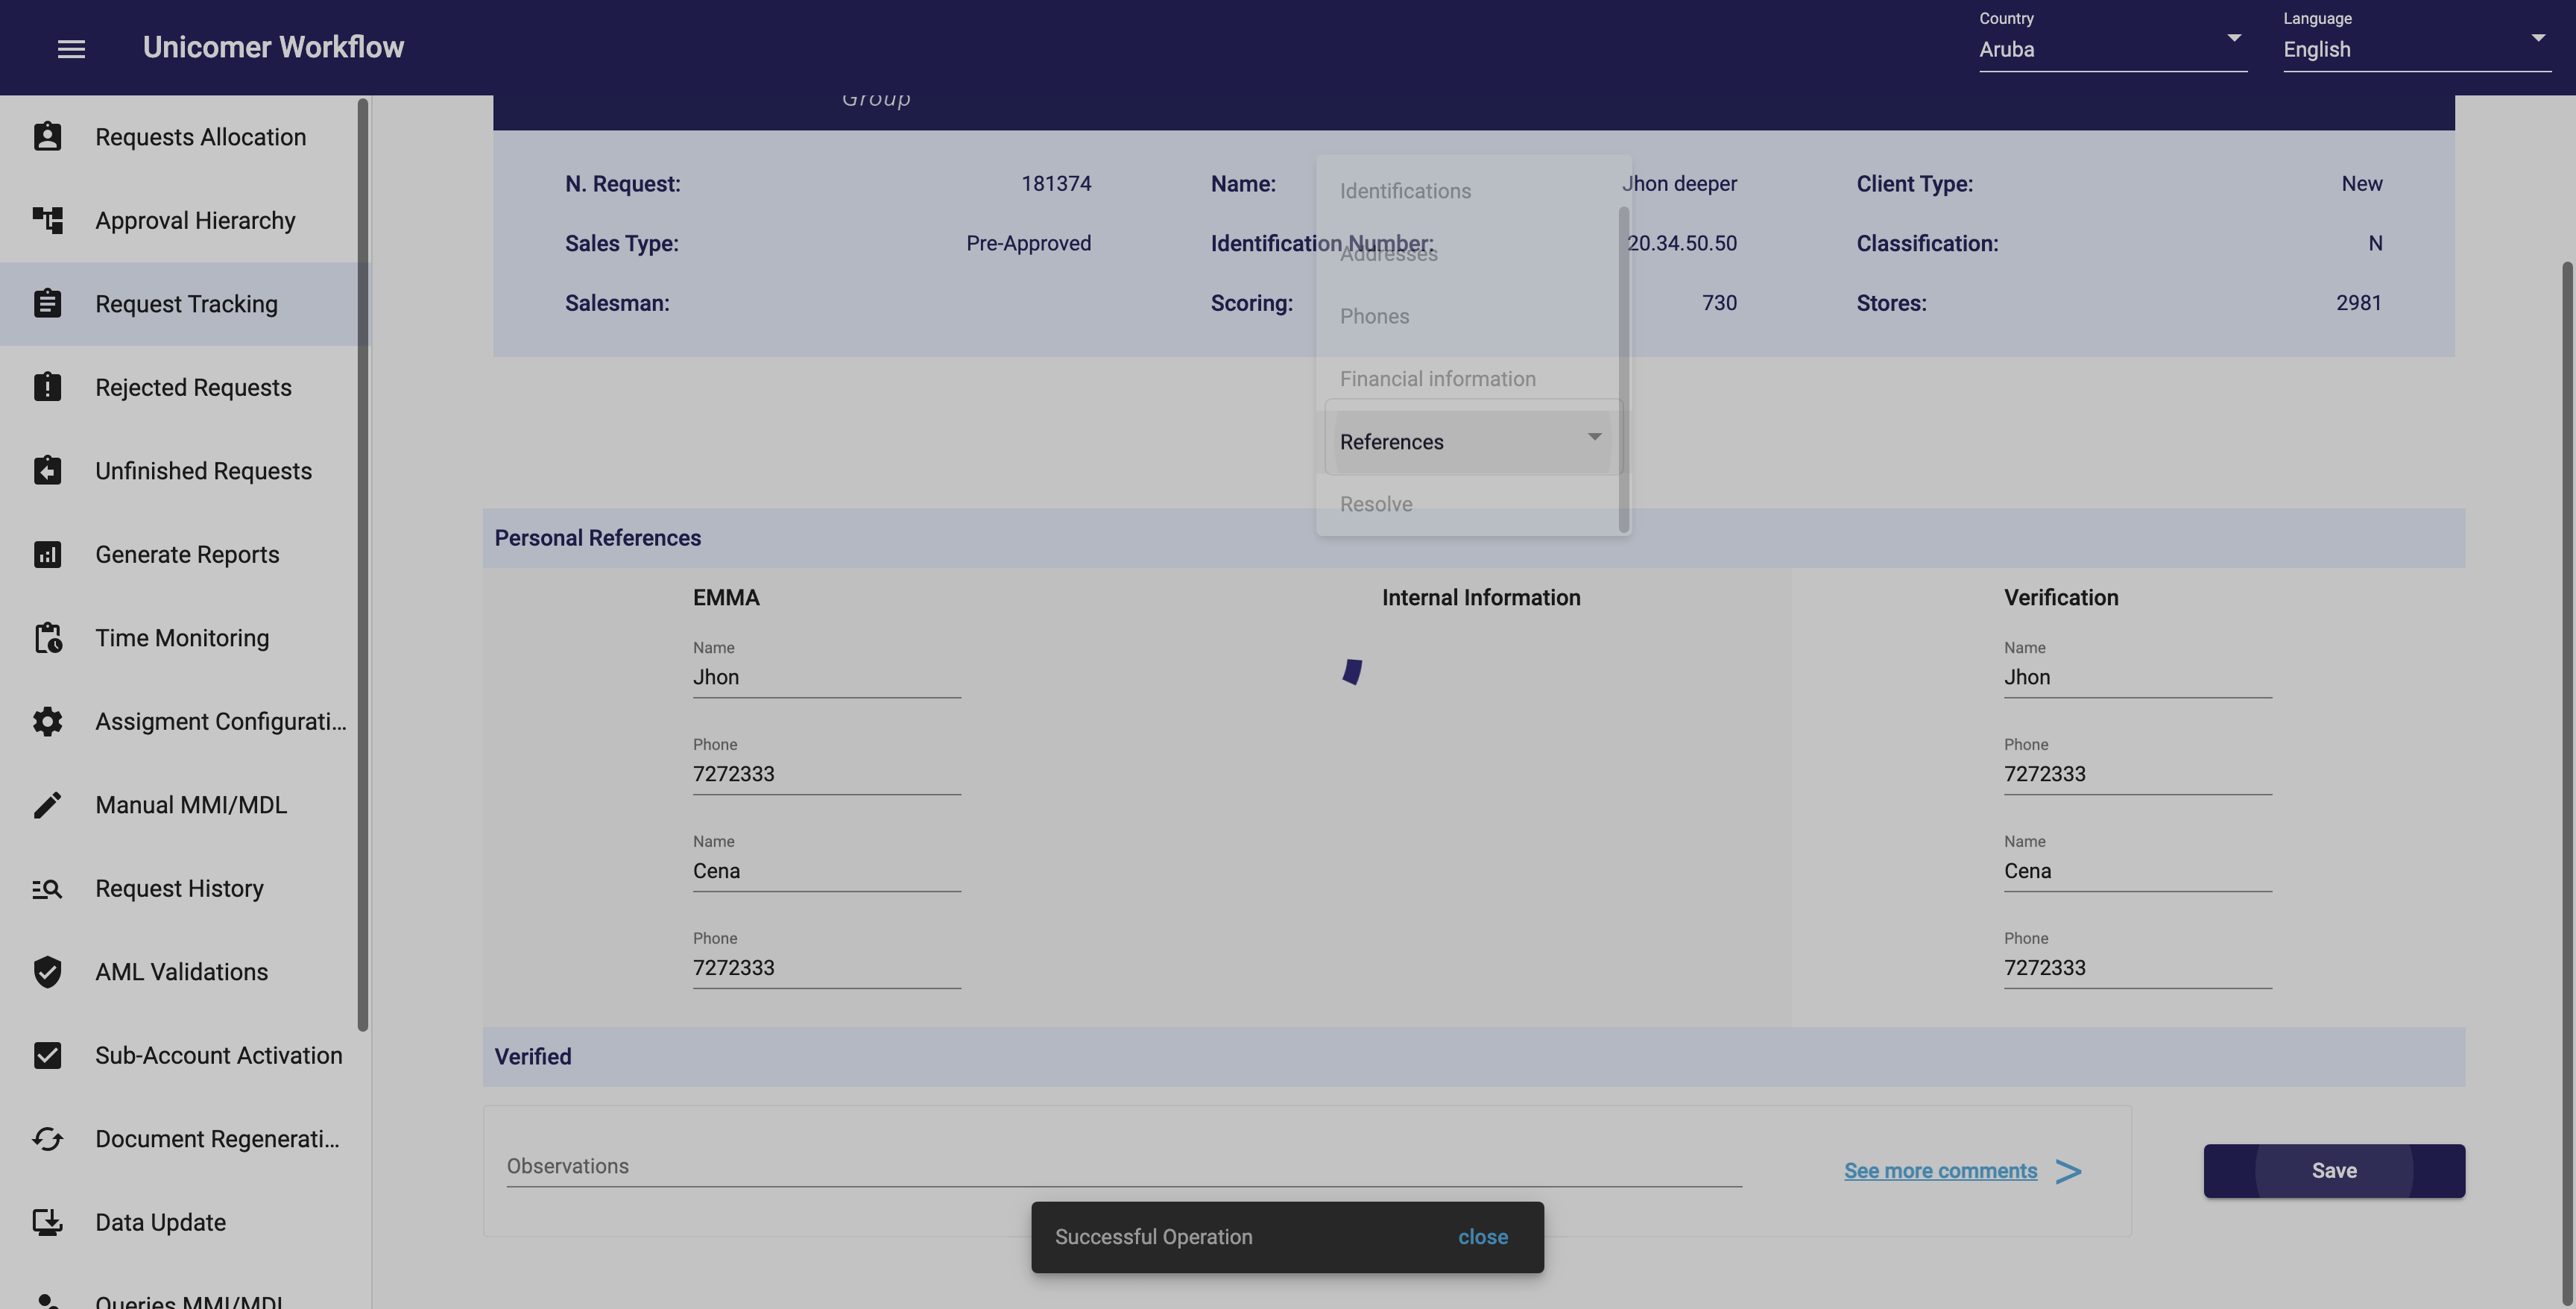 Unicomer Workflow
Country
Aruba
Language
English
Group
Requests Allocation
Approval Hierarchy
Request Tracking
Rejected Requests
Unfinished Requests
Generate Reports
Time Monitoring
Assigment Configurati...
Manual MMI/MDL
Request History
AML Validations
Sub-Account Activation
Document Regenerati...
Data Update
Queries MMI/MDL
N. Request: 181374
Name: Jhon deeper
Client Type: New
Sales Type: Pre-Approved
Identification Number: 20.34.50.50
Classification: N
Salesman:
Scoring: 730
Stores: 2981
Identifications
Addresses
Phones
Financial information
References
Resolve
Personal References
EMMA
Name
Jhon
Phone
7272333
Name
Cena
Phone
7272333
Internal Information
Verification
Name
Jhon
Phone
7272333
Name
Cena
Phone
7272333
Verified
Observations
See more comments >
Save
Successful Operation close